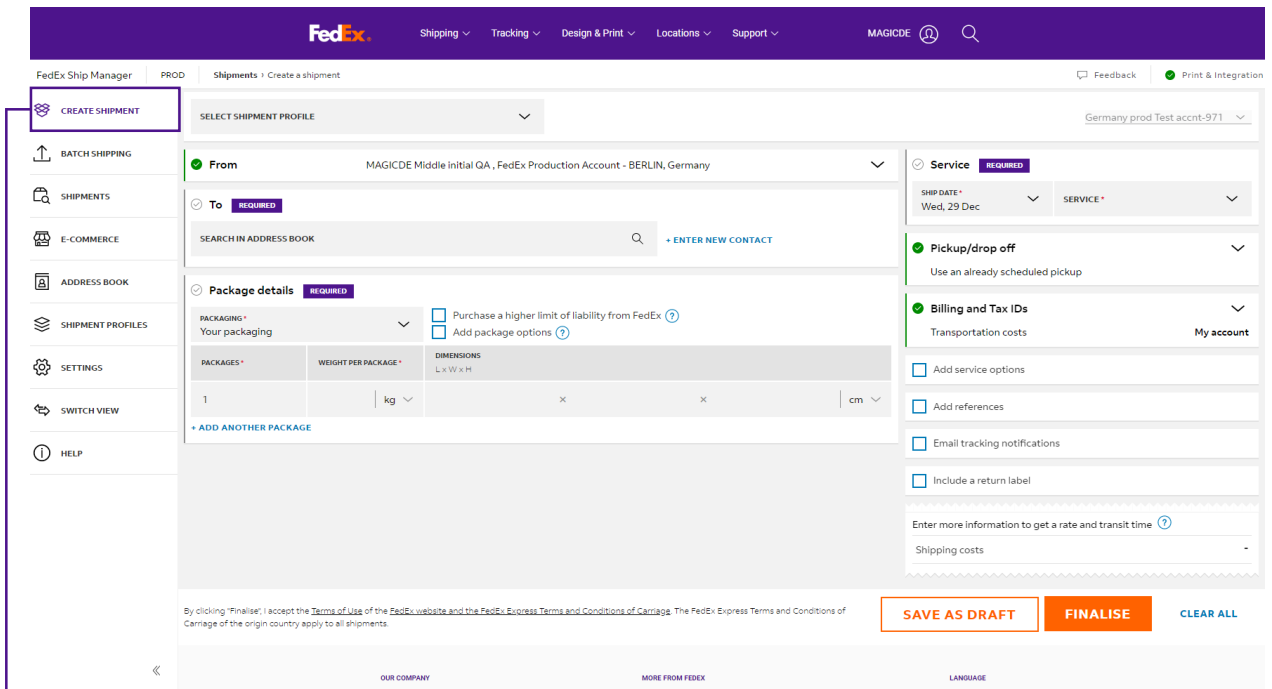 FedEx®
Shipping Tracking Design & Print Locations Support MAGICDE
FedEx Ship Manager PROD Shipments › Create a shipment Feedback Print & Integration
CREATE SHIPMENT
BATCH SHIPPING
SHIPMENTS
E-COMMERCE
ADDRESS BOOK
SHIPMENT PROFILES
SETTINGS
SWITCH VIEW
HELP
SELECT SHIPMENT PROFILE
Germany prod Test accnt-971
From MAGICDE Middle initial QA , FedEx Production Account - BERLIN, Germany
To REQUIRED
SEARCH IN ADDRESS BOOK + ENTER NEW CONTACT
Package details REQUIRED
PACKAGING*
Your packaging
Purchase a higher limit of liability from FedEx ?
Add package options ?
PACKAGES* WEIGHT PER PACKAGE* DIMENSIONS
L x W x H
1 kg × × cm
+ ADD ANOTHER PACKAGE
Service REQUIRED
SHIP DATE* SERVICE*
Wed, 29 Dec
Pickup/drop off
Use an already scheduled pickup
Billing and Tax IDs
Transportation costs My account
Add service options
Add references
Email tracking notifications
Include a return label
Enter more information to get a rate and transit time ?
Shipping costs -
By clicking "Finalise", I accept the Terms of Use of the FedEx website and the FedEx Express Terms and Conditions of Carriage. The FedEx Express Terms and Conditions of
Carriage of the origin country apply to all shipments.
SAVE AS DRAFT FINALISE CLEAR ALL
OUR COMPANY MORE FROM FEDEX LANGUAGE